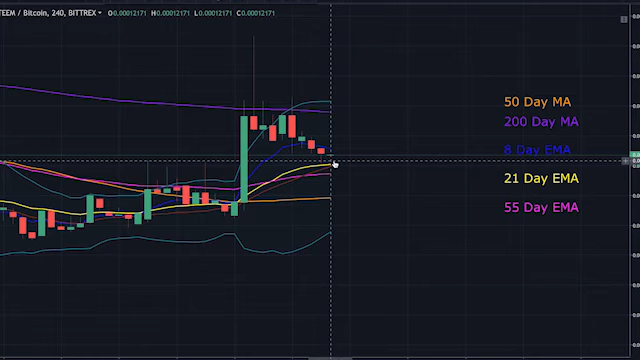 TEEM / Bitcoin, 240, BITTREX O0.00012171 H0.00012171 L0.00012171 C0.00012171
50 Day MA
200 Day MA
8 Day EMA
21 Day EMA
55 Day EMA